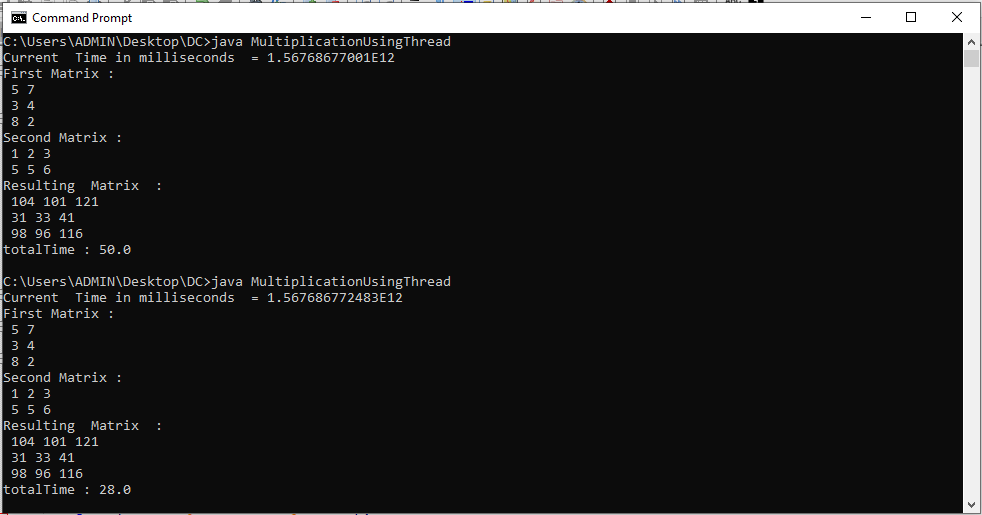 Command Prompt
C:\Users\ADMIN\Desktop\DC>java MultiplicationUsingThread
Current  Time in milliseconds  = 1.56768677001E12
First Matrix :
 5 7
 3 4
 8 2
Second Matrix :
 1 2 3
 5 5 6
Resulting  Matrix  :
 104 101 121
 31 33 41
 98 96 116
totalTime : 50.0

C:\Users\ADMIN\Desktop\DC>java MultiplicationUsingThread
Current  Time in milliseconds  = 1.567686772483E12
First Matrix :
 5 7
 3 4
 8 2
Second Matrix :
 1 2 3
 5 5 6
Resulting  Matrix  :
 104 101 121
 31 33 41
 98 96 116
totalTime : 28.0